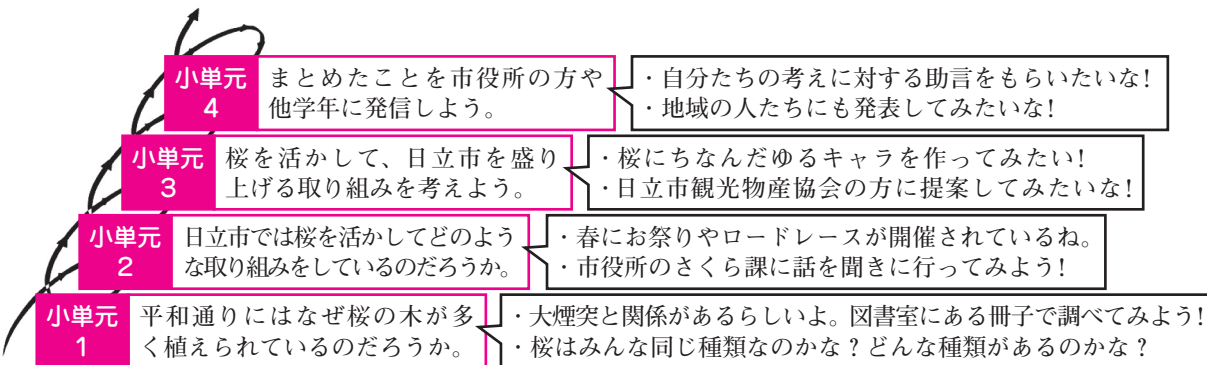 小単元
4
まとめたことを市役所の方や
他学年に発信しよう。
・自分たちの考えに対する助言をもらいたいな!
・地域の人たちにも発表してみたいな!
小単元
3
桜を活かして、日立市を盛り
上げる取り組みを考えよう。
・桜にちなんだゆるキャラを作ってみたい!
・日立市観光物産協会の方に提案してみたいな!
小単元
2
日立市では桜を活かしてどのよう
な取り組みをしているのだろうか。
・春にお祭りやロードレースが開催されているね。
・市役所のさくら課に話を聞きに行ってみよう!
小単元
1
平和通りにはなぜ桜の木が多
く植えられているのだろうか。
・大煙突と関係があるらしいよ。図書室にある冊子で調べてみよう!
・桜はみんな同じ種類なのかな?どんな種類があるのかな?